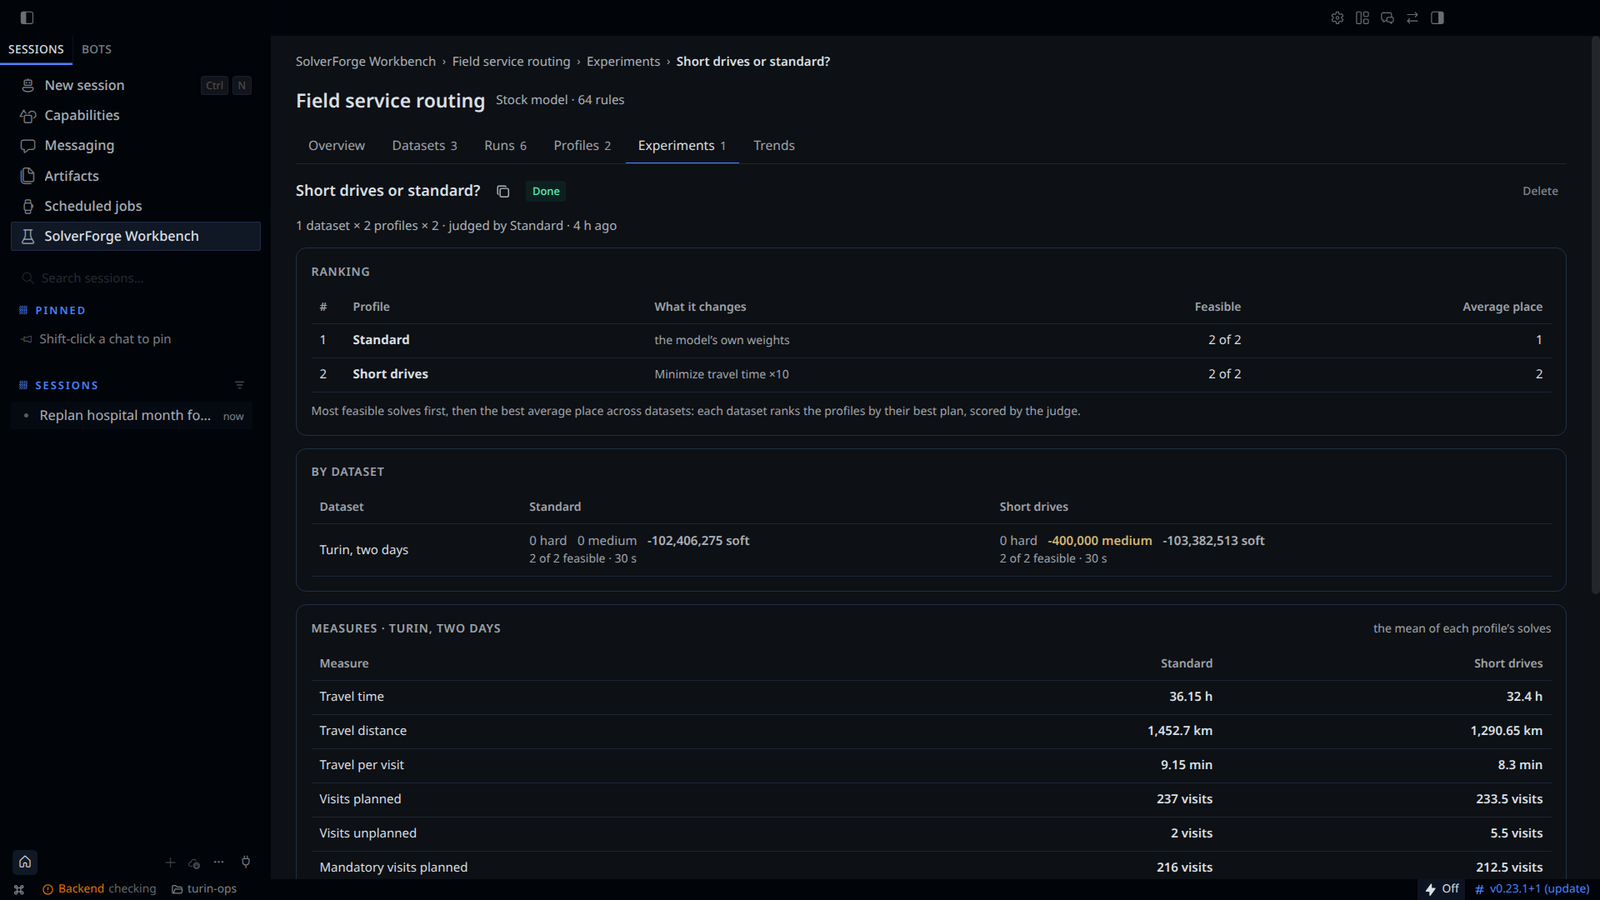 SESSIONS BOTS
New session Ctrl N
Capabilities
Messaging
Artifacts
Scheduled jobs
SolverForge Workbench
Search sessions...
PINNED
Shift-click a chat to pin
SESSIONS
Replan hospital month fo... now
SolverForge Workbench › Field service routing › Experiments › Short drives or standard?
Field service routing Stock model · 64 rules
Overview Datasets 3 Runs 6 Profiles 2 Experiments 1 Trends
Short drives or standard? Done Delete
1 dataset × 2 profiles × 2 · judged by Standard · 4 h ago
RANKING
# Profile What it changes Feasible Average place
1 Standard the model's own weights 2 of 2 1
2 Short drives Minimize travel time ×10 2 of 2 2
Most feasible solves first, then the best average place across datasets: each dataset ranks the profiles by their best plan, scored by the judge.
BY DATASET
Dataset Standard Short drives
Turin, two days 0 hard 0 medium -102,406,275 soft 0 hard -400,000 medium -103,382,513 soft
2 of 2 feasible · 30 s 2 of 2 feasible · 30 s
MEASURES · TURIN, TWO DAYS the mean of each profile's solves
Measure Standard Short drives
Travel time 36.15 h 32.4 h
Travel distance 1,452.7 km 1,290.65 km
Travel per visit 9.15 min 8.3 min
Visits planned 237 visits 233.5 visits
Visits unplanned 2 visits 5.5 visits
Mandatory visits planned 216 visits 212.5 visits
Backend checking turin-ops Off # v0.23.1+1 (update)